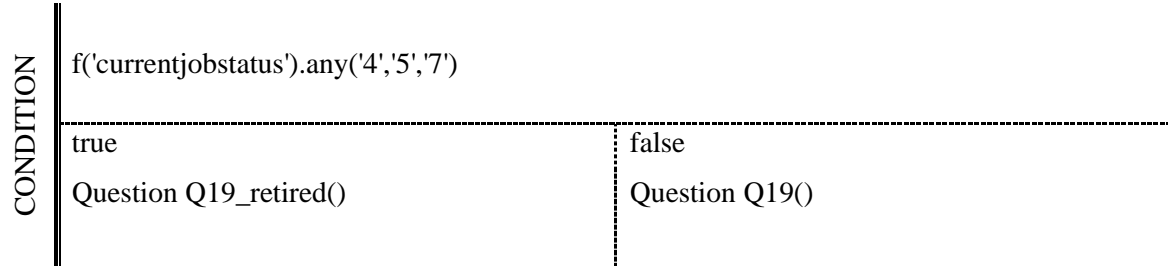 CONDITION
f('currentjobstatus').any('4','5','7')
true
false
Question Q19_retired()
Question Q19()